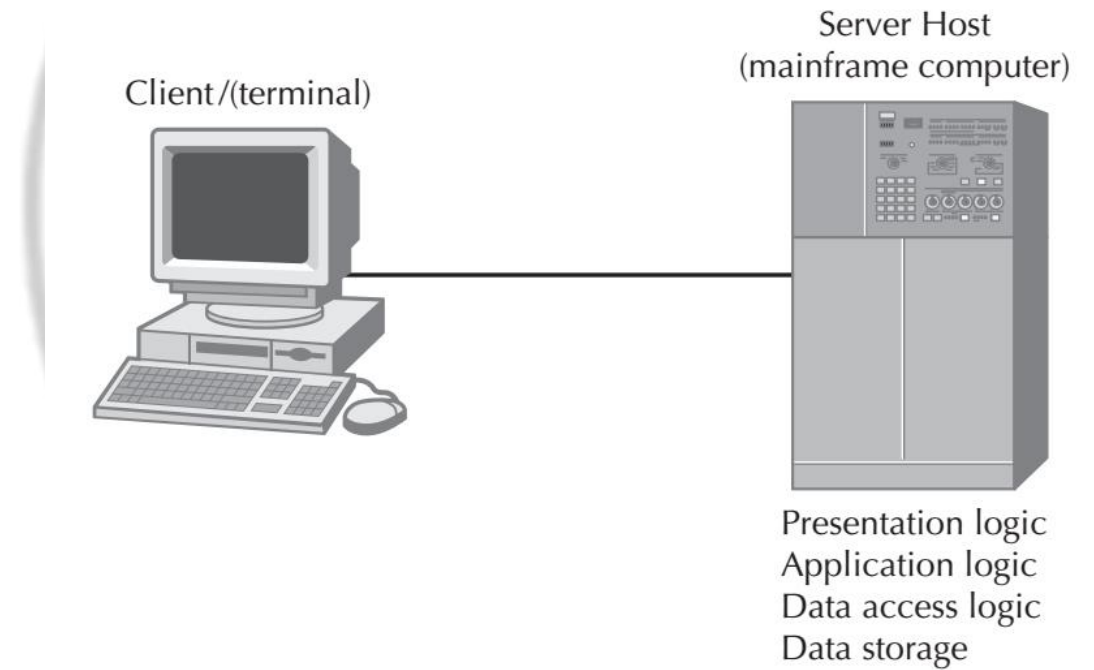 Server Host
(mainframe computer)
Client/(terminal)
Presentation logic
Application logic
Data access logic
Data storage